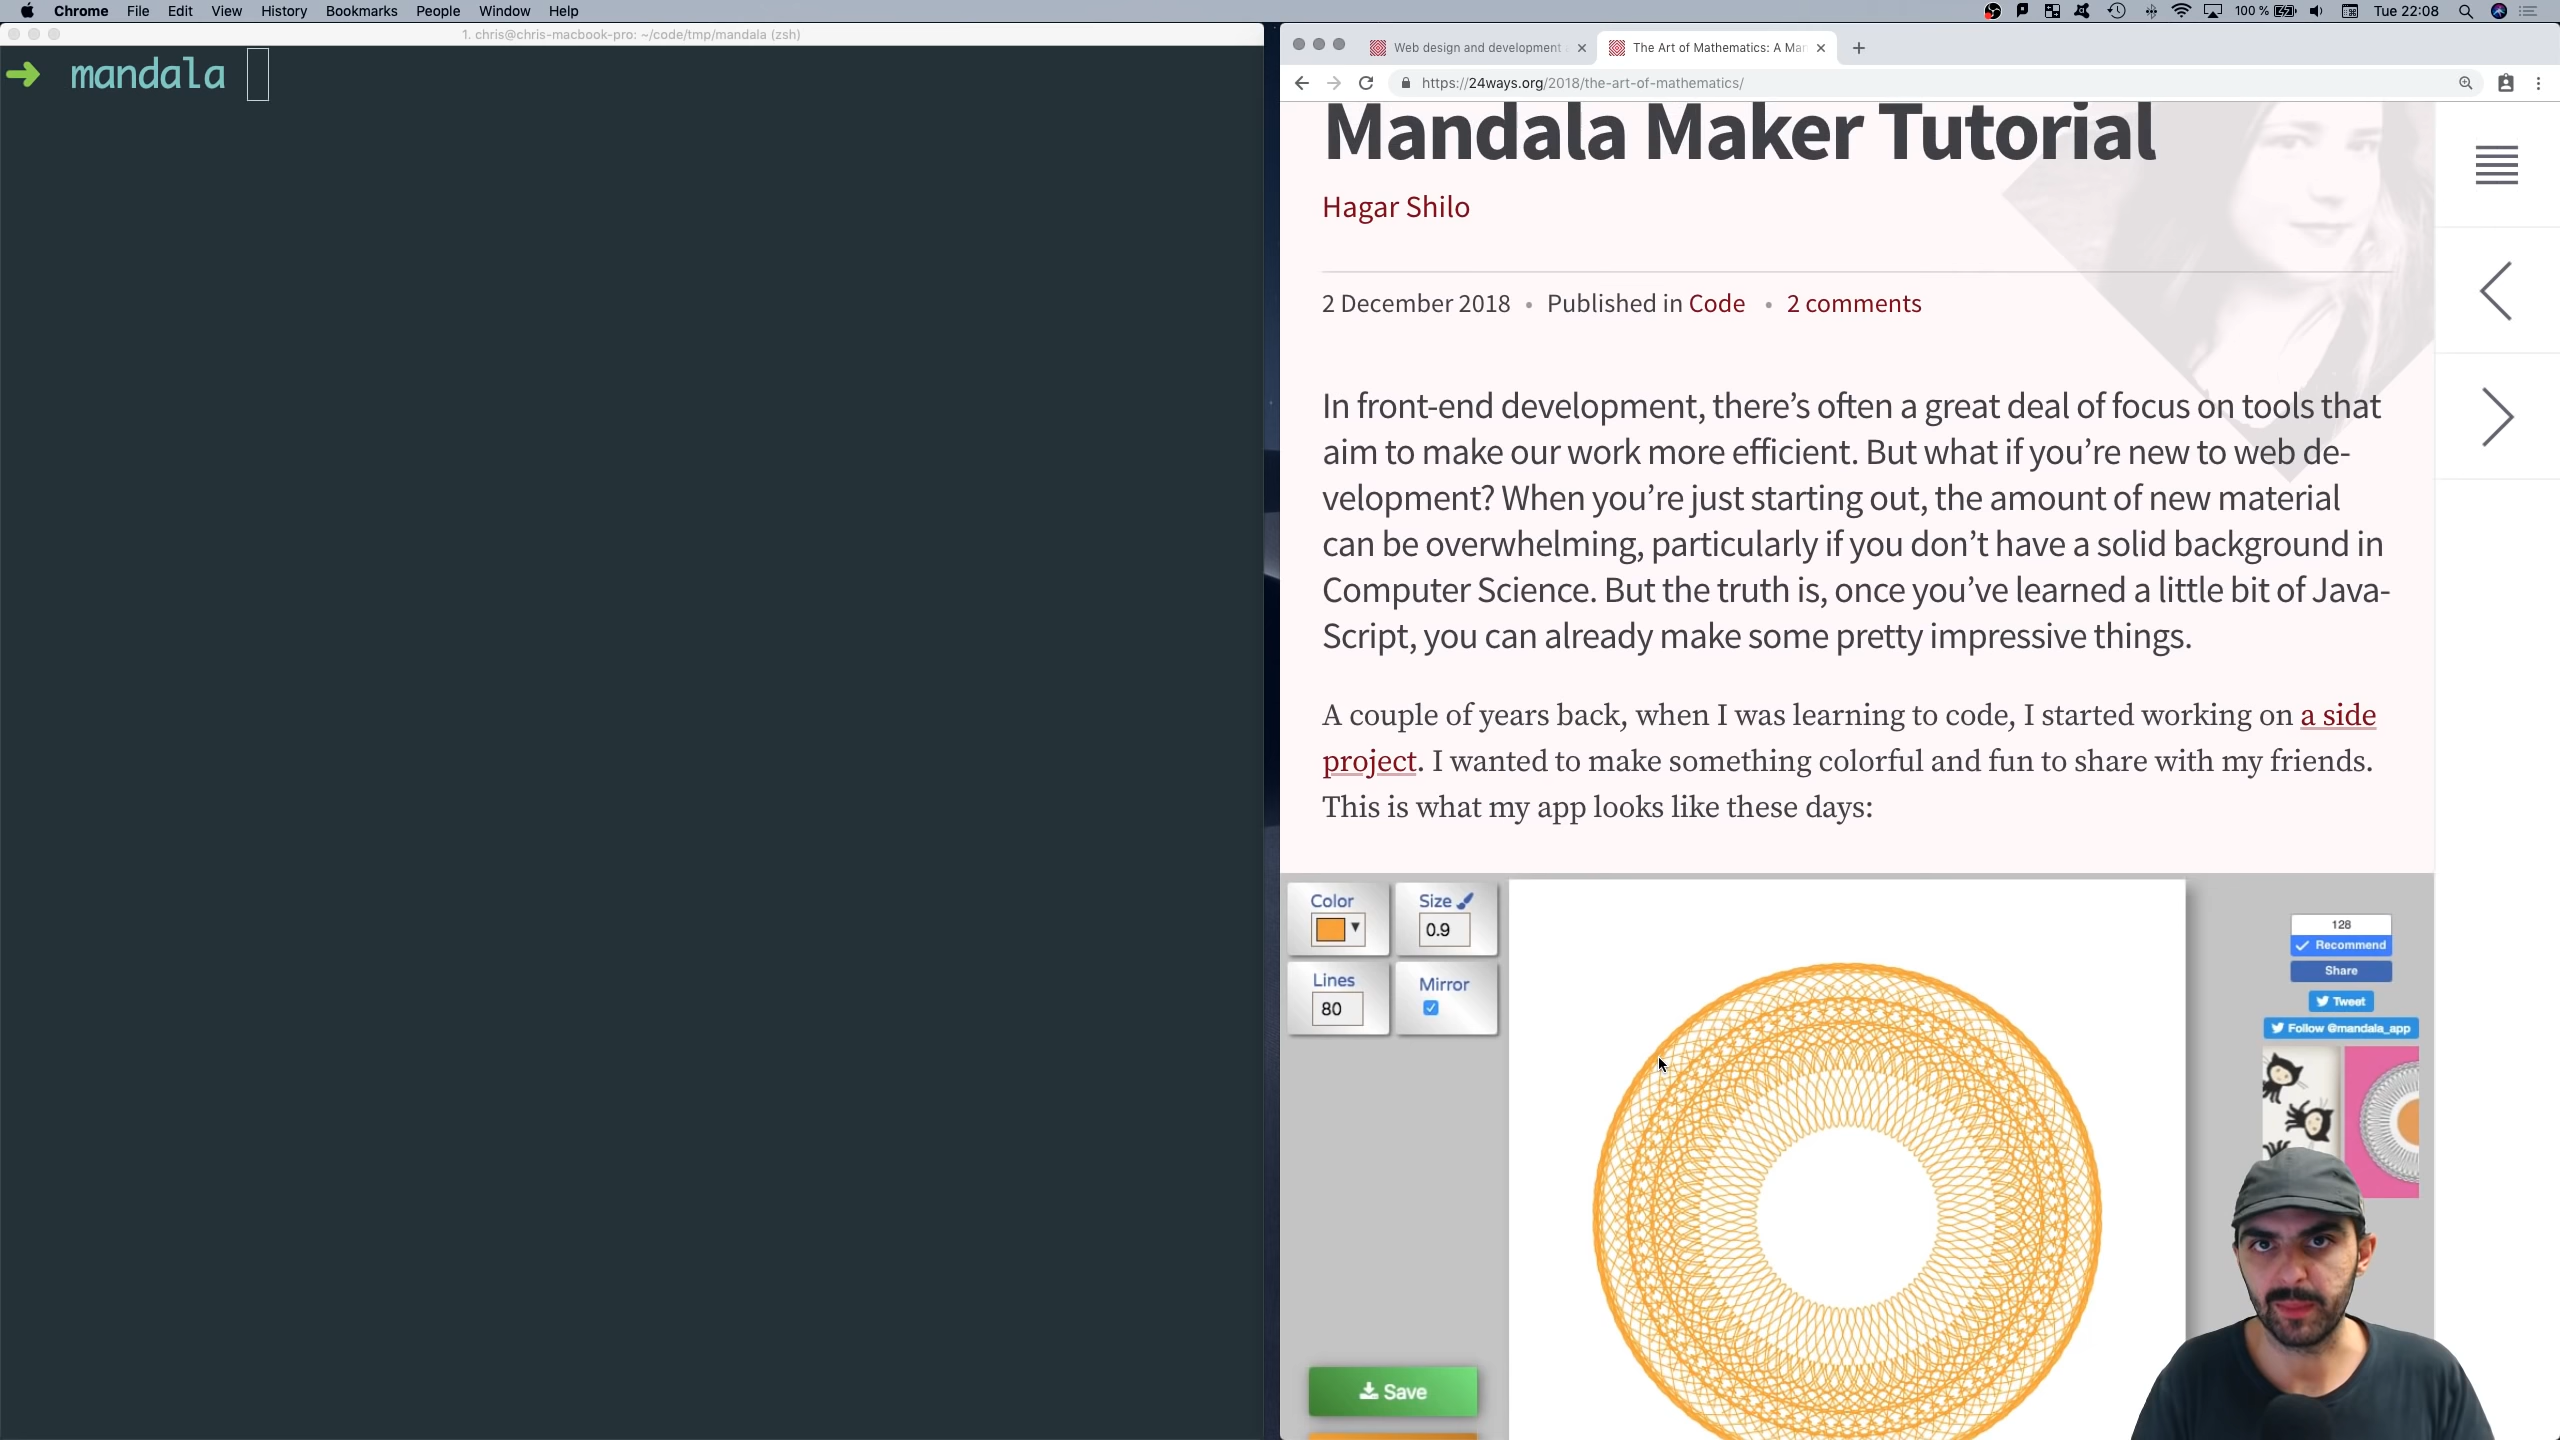 Chrome File Edit View History Bookmarks People Window Help
100 % Tue 22:08
1. chris@chris-macbook-pro: ~/code/tmp/mandala (zsh)
➜ mandala
Web design and development
The Art of Mathematics: A Man
https://24ways.org/2018/the-art-of-mathematics/
Mandala Maker Tutorial
Hagar Shilo
2 December 2018 • Published in Code • 2 comments
In front-end development, there’s often a great deal of focus on tools that
aim to make our work more efficient. But what if you’re new to web de-
velopment? When you’re just starting out, the amount of new material
can be overwhelming, particularly if you don’t have a solid background in
Computer Science. But the truth is, once you’ve learned a little bit of Java-
Script, you can already make some pretty impressive things.
A couple of years back, when I was learning to code, I started working on a side
project. I wanted to make something colorful and fun to share with my friends.
This is what my app looks like these days:
Color
Size
0.9
Lines
80
Mirror
128
Recommend
Share
Tweet
Follow @mandala_app
Save